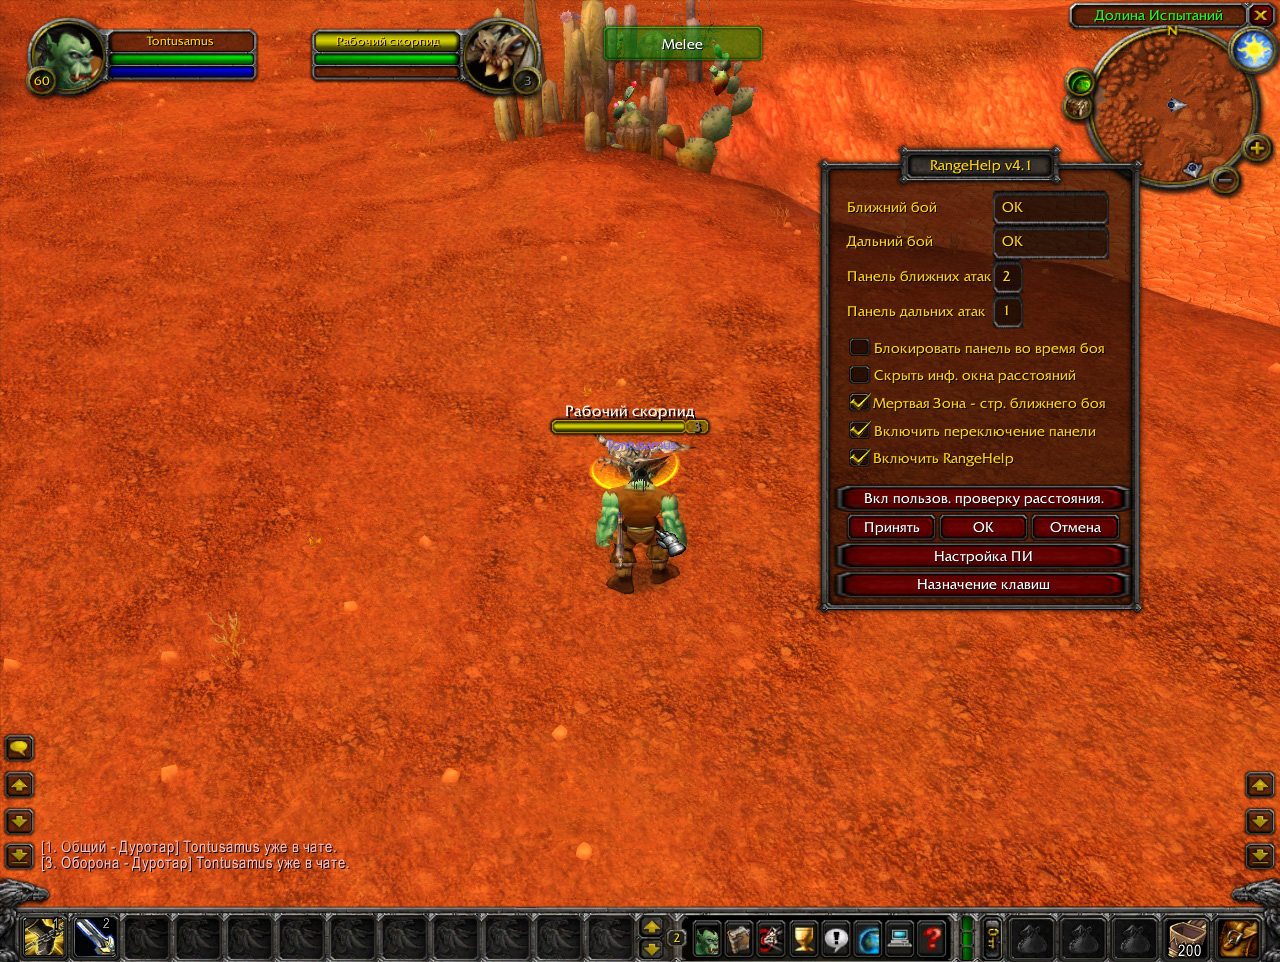 Tontusamus
60
Рабочий скорпид
3
Melee
Долина Испытаний
N
RangeHelp v4.1
Ближний бой OK
Дальний бой OK
Панель ближних атак 2
Панель дальних атак 1
Блокировать панель во время боя
Скрыть инф. окна расстояний
Мертвая Зона - стр. ближнего боя
Включить переключение панели
Включить RangeHelp
Вкл пользов. проверку расстояния.
Принять OK Отмена
Настройка ПИ
Назначение клавиш
Рабочий скорпид
3
Tontusamus
[1. Общий - Дуротар] Tontusamus уже в чате.
[3. Оборона - Дуротар] Tontusamus уже в чате.
1 2 2 200